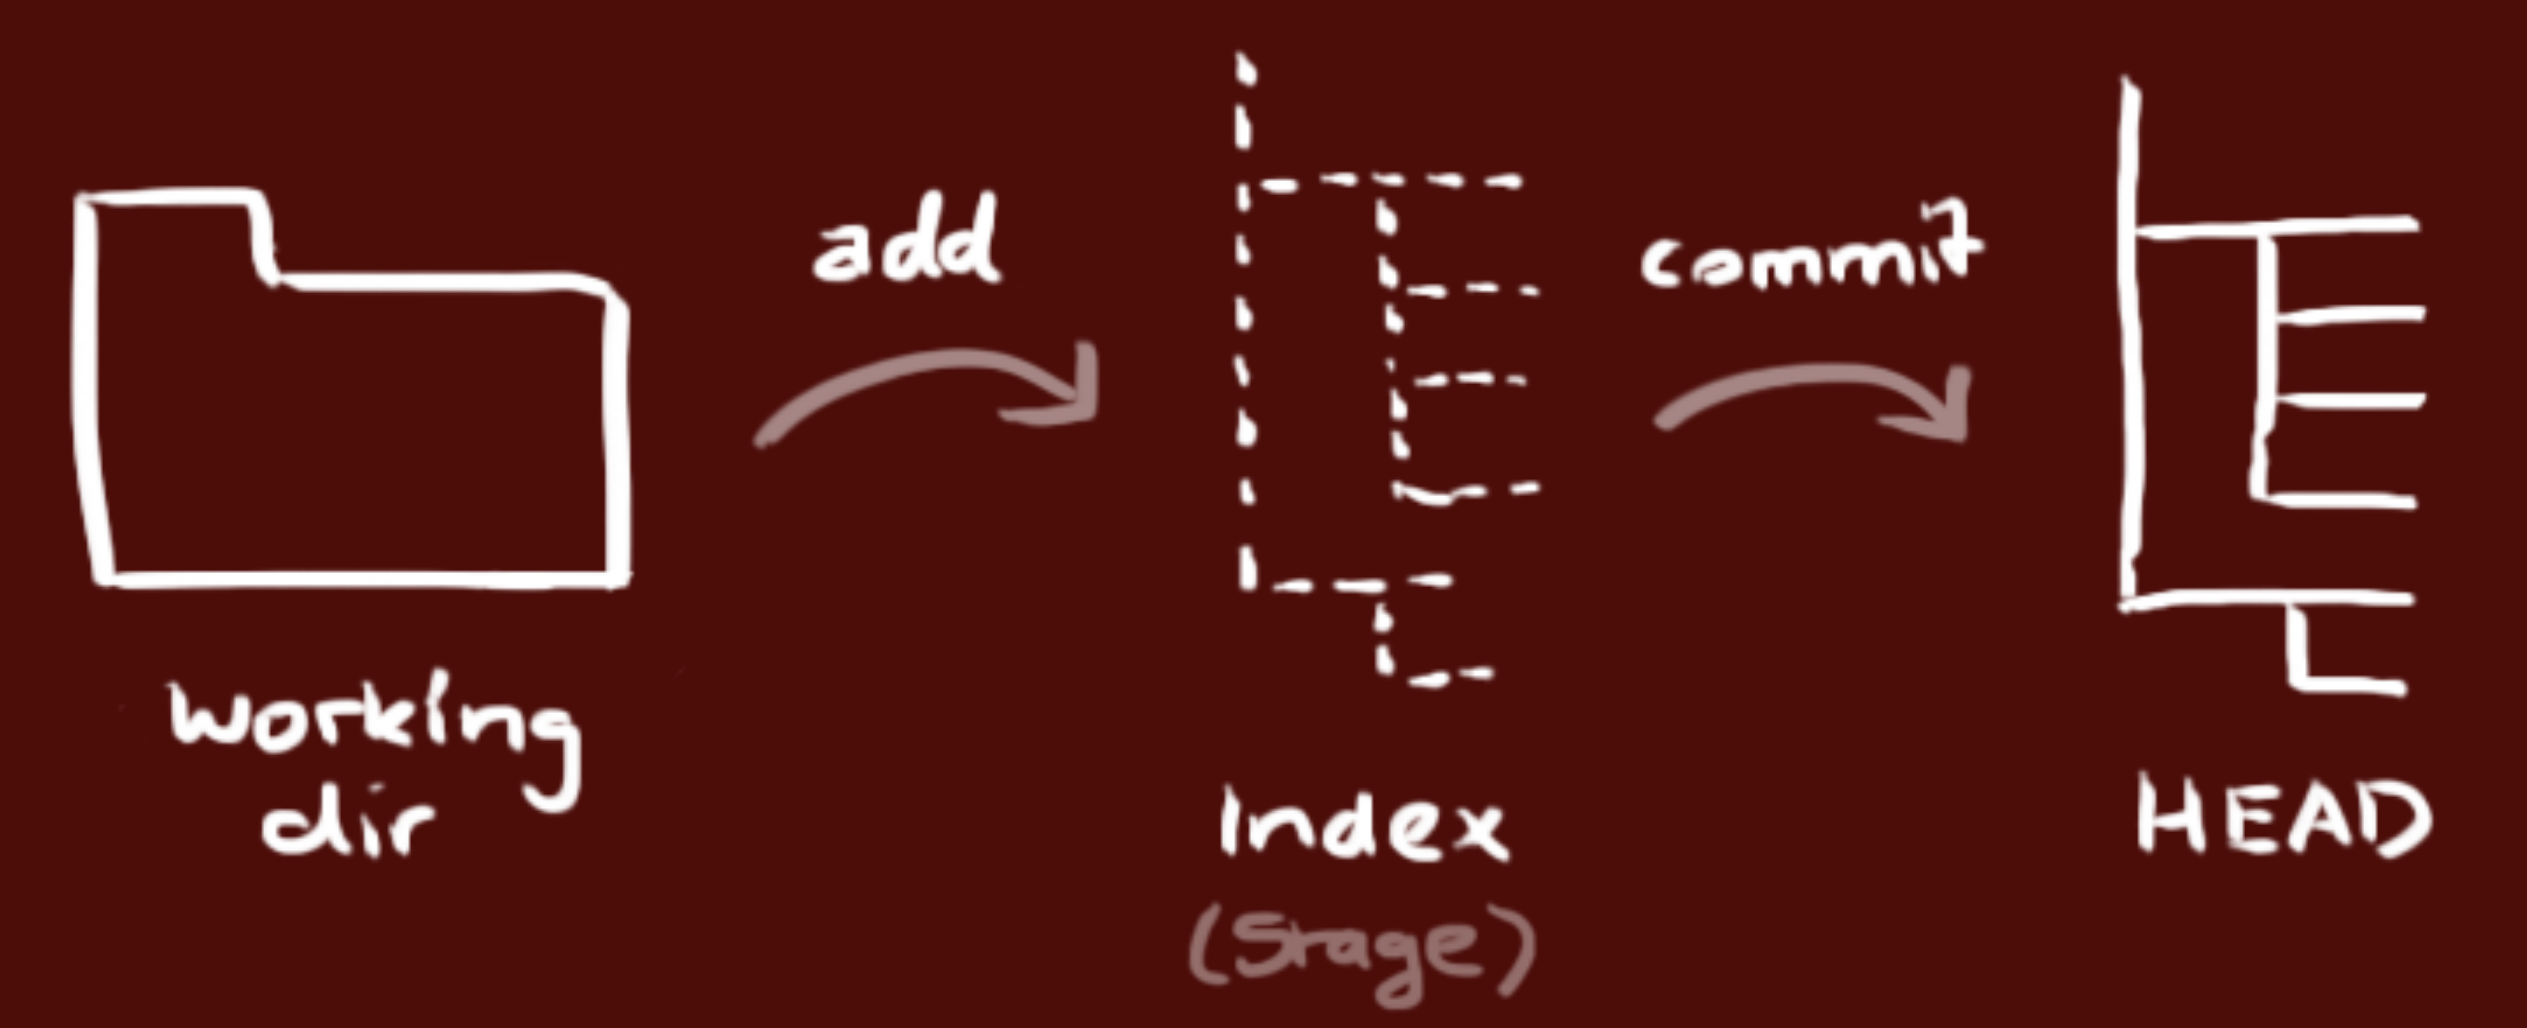 add
commit
working
dir
Index
(Stage)
HEAD